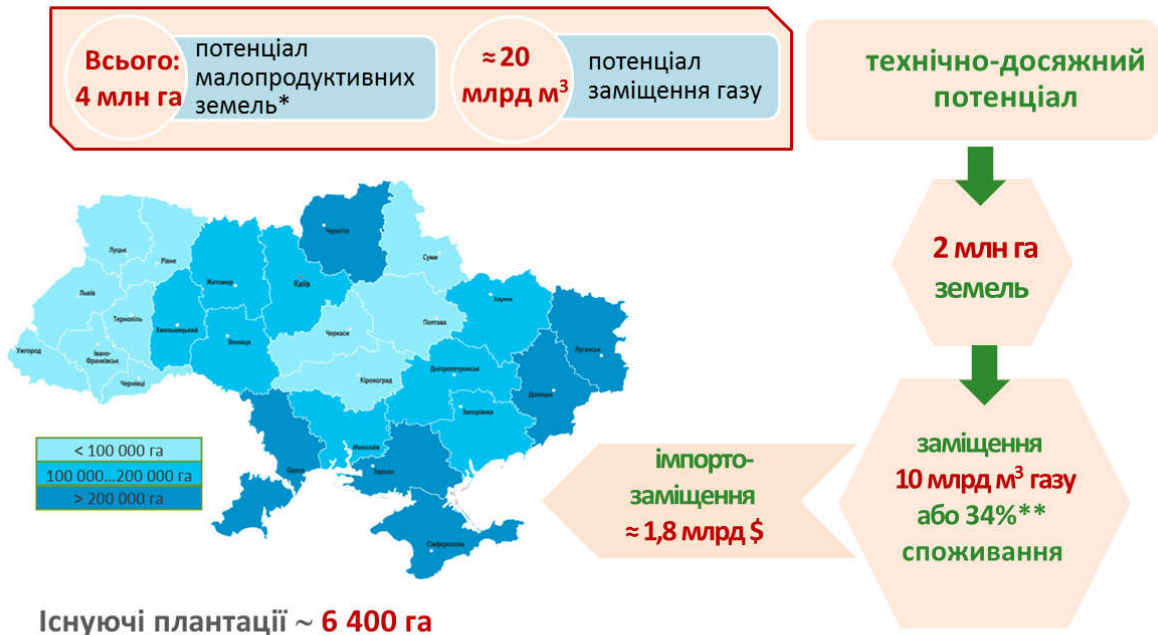 Всього:
4 млн га
потенціал
малопродуктивних
земель*
≈ 20
млрд м³
потенціал
заміщення газу
технічно-досяжний
потенціал
2 млн га
земель
заміщення
10 млрд м³ газу
або 34%**
споживання
імпорто-
заміщення
≈ 1,8 млрд $
Луцьк
Рівне
Житомир
Київ
Чернігів
Суми
Львів
Тернопіль
Хмельницький
Вінниця
Черкаси
Полтава
Харків
Ужгород
Івано-
Франківськ
Чернівці
Кіровоград
Дніпропетровськ
Луганськ
Донецьк
Запоріжжя
Миколаїв
Одеса
Херсон
Сімферополь
< 100 000 га
100 000...200 000 га
> 200 000 га
Існуючі плантації ~ 6 400 га